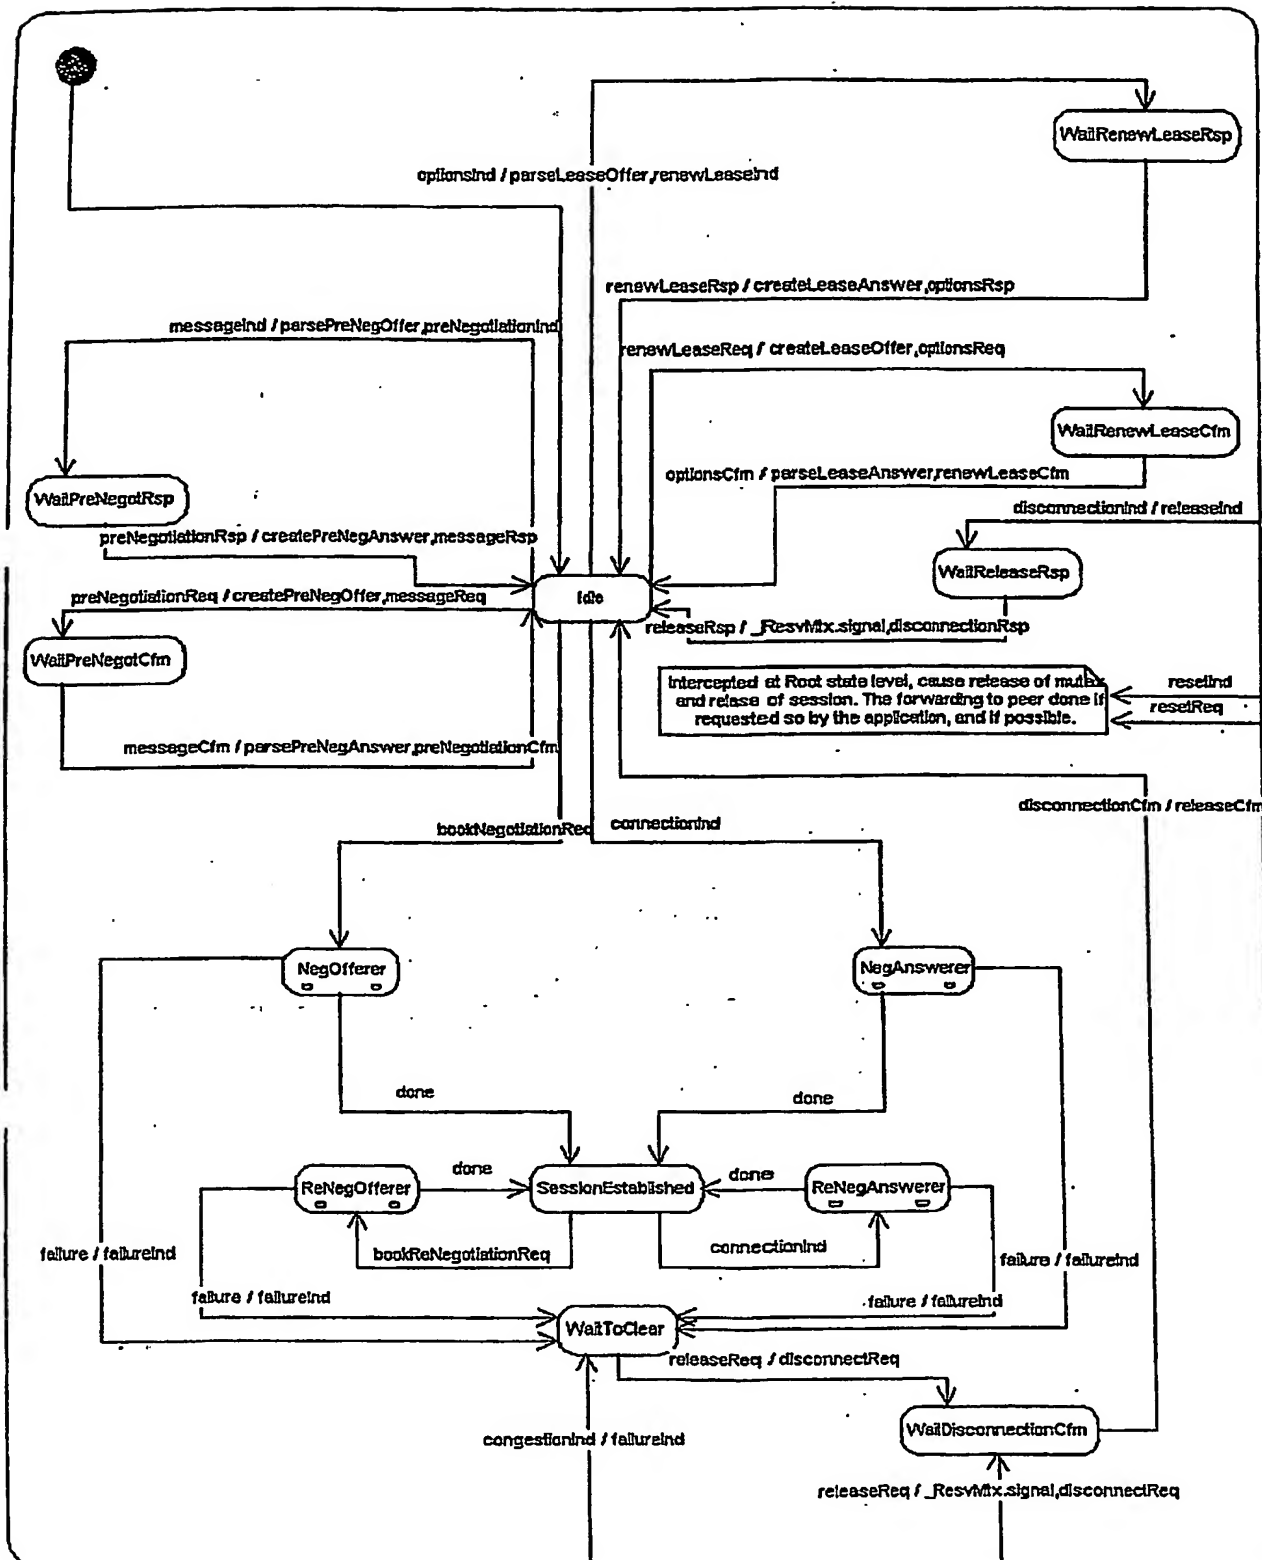 WaitRenewLeaseRsp
optionsInd / parseLeaseOffer,renewLeaseInd
renewLeaseRsp / createLeaseAnswer,optionsRsp
messageInd / parsePreNegOffer,preNegotiationInd
renewLeaseReq / createLeaseOffer,optionsReq
WaitRenewLeaseCfm
optionsCfm / parseLeaseAnswer,renewLeaseCfm
WaitPreNegotRsp
disconnectionInd / releaseInd
preNegotiationRsp / createPreNegAnswer,messageRsp
WaitReleaseRsp
Idle
preNegotiationReq / createPreNegOffer,messageReq
releaseRsp / _ResvMtx.signal,disconnectionRsp
WaitPreNegotCfm
Intercepted at Root state level, cause release of mutex
and relase of session. The forwarding to peer done if
requested so by the application, and if possible.
resetInd
resetReq
messageCfm / parsePreNegAnswer,preNegotiationCfm
disconnectionCfm / releaseCfm
bookNegotiationReq
connectionInd
NegOfferer
NegAnswerer
done
done
done
done
ReNegOfferer
SessionEstablished
ReNegAnswerer
bookReNegotiationReq
connectionInd
failure / failureInd
failure / failureInd
failure / failureInd
failure / failureInd
WaitToClear
releaseReq / disconnectReq
WaitDisconnectionCfm
congestionInd / failureInd
releaseReq / _ResvMtx.signal,disconnectReq